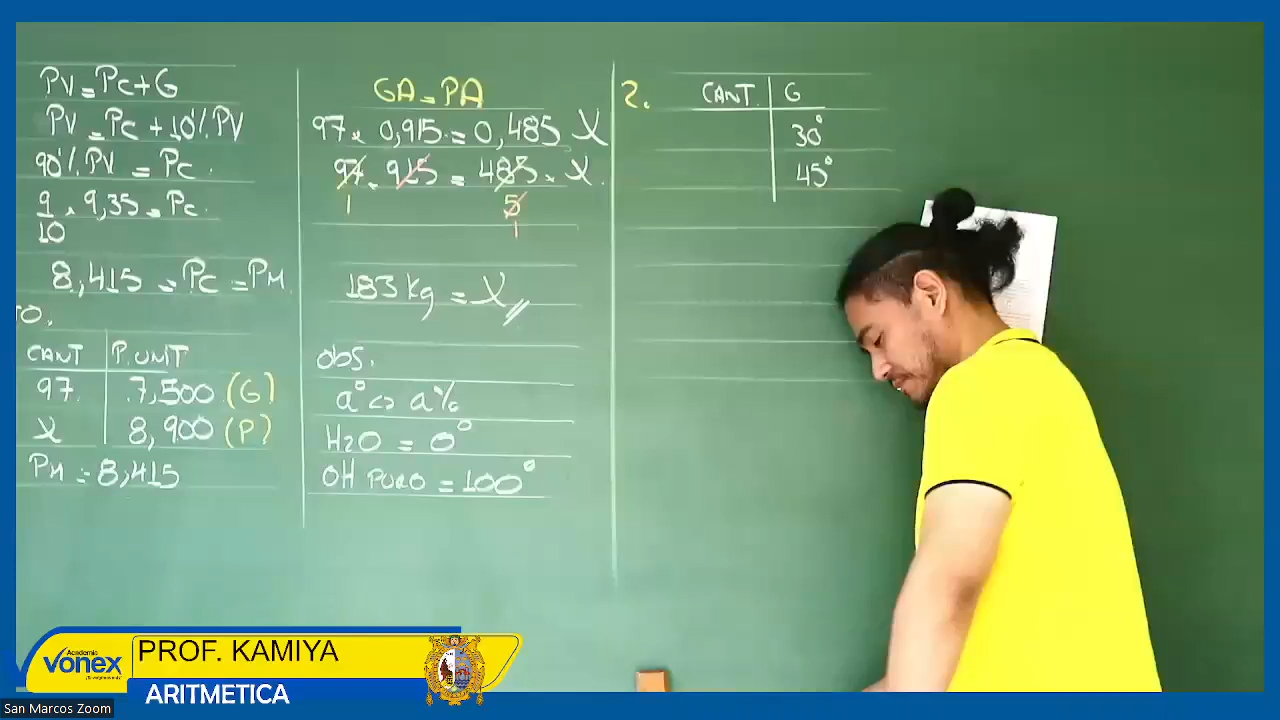 PV = PC + G
PV = PC + 10% PV
90% PV = PC.
9/10 x 9,35 = PC.
8,415 = PC = PM.
TO.
CANT P. UNIT
97 7,500 (G)
X 8,900 (P)
PM = 8,415
GA = PA
97 x 0,915 = 0,485 X
97 x 915 = 485 x X.
1 5
1
183 kg = X
Obs.
a° <> a%
H2O = 0°
OH PURO = 100°
2. CANT. G
30°
45°
Academia
vonex
PROF. KAMIYA
ARITMETICA
San Marcos Zoom